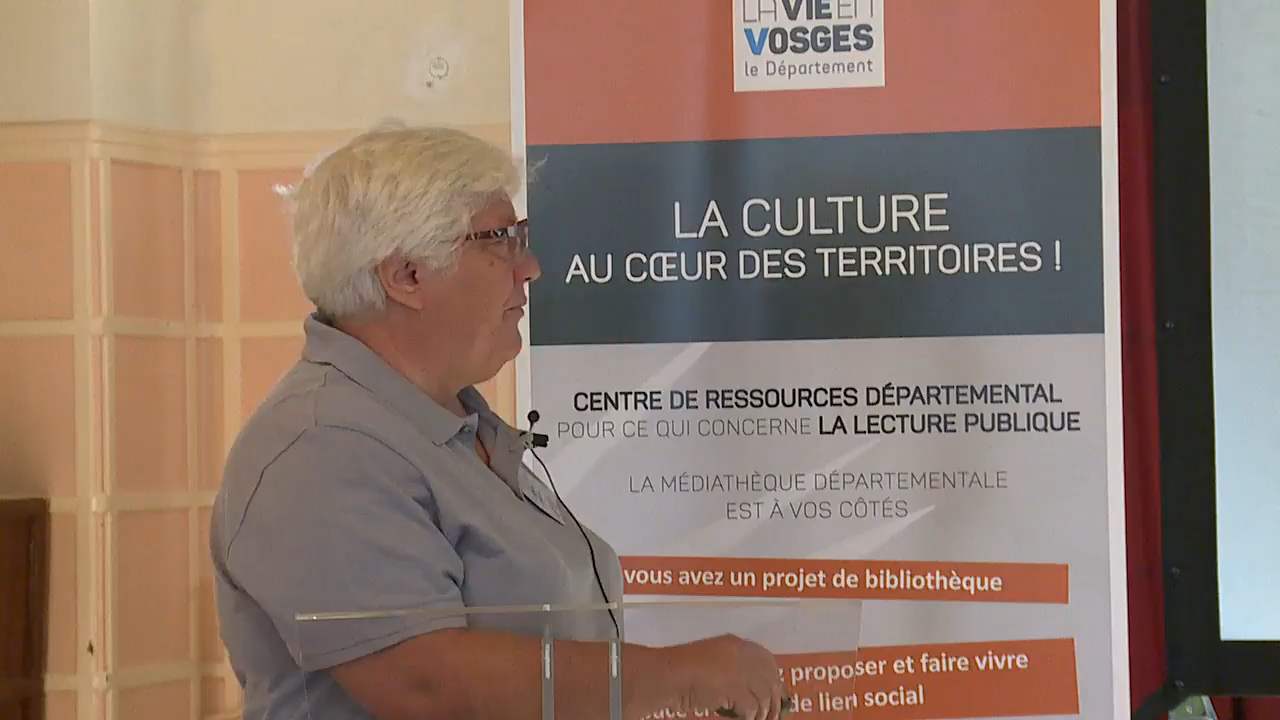 LA VIE EN
VOSGES
le Département
LA CULTURE
AU CŒUR DES TERRITOIRES !
CENTRE DE RESSOURCES DÉPARTEMENTAL
POUR CE QUI CONCERNE LA LECTURE PUBLIQUE
LA MÉDIATHÈQUE DÉPARTEMENTALE
EST À VOS CÔTÉS
vous avez un projet de bibliothèque
proposer et faire vivre
de lien social